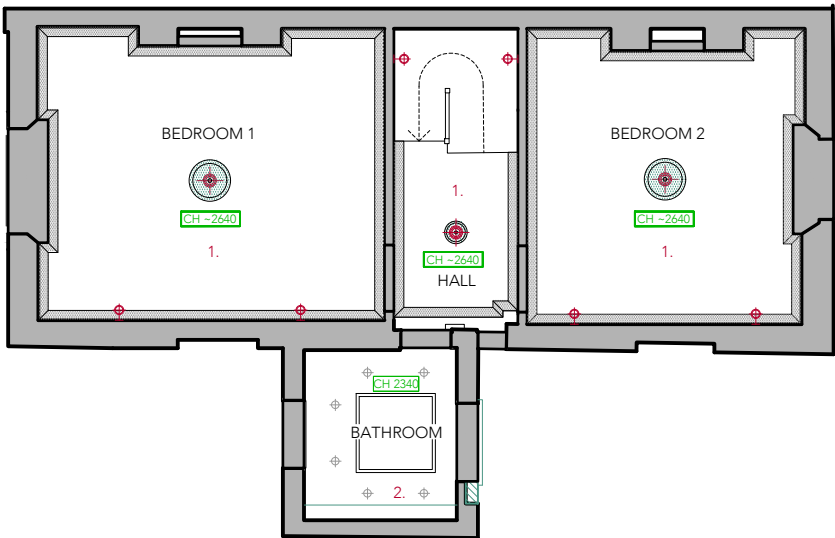 BEDROOM 1
CH ~2640
1.
1.
CH ~2640
HALL
BEDROOM 2
CH ~2640
1.
CH 2340
BATHROOM
2.